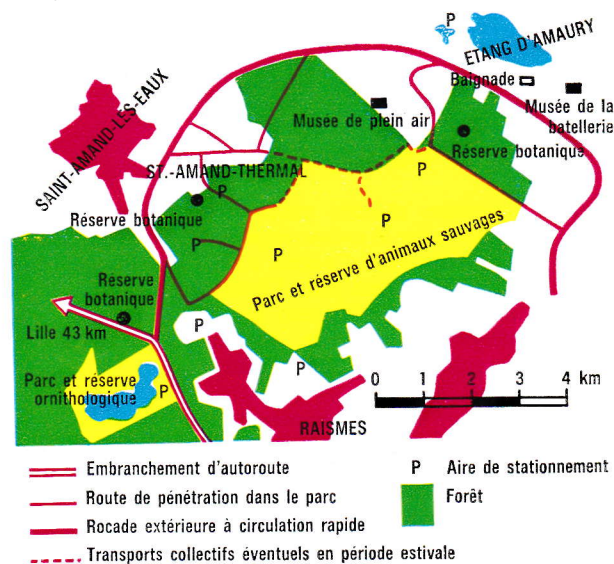 P
ETANG D'AMAURY
Baignade
Musée de la
batellerie
Musée de plein air
SAINT-AMAND-LES-EAUX
Réserve botanique
ST.-AMAND-THERMAL
P
P
Réserve botanique
P
P
P
Parc et réserve d'animaux sauvages
Réserve
botanique
P
Lille 43 km
Parc et réserve
ornithologique
P
P
RAISMES
0 1 2 3 4 km
Embranchement d'autoroute
Route de pénétration dans le parc
Rocade extérieure à circulation rapide
Transports collectifs éventuels en période estivale
P Aire de stationnement
Forêt